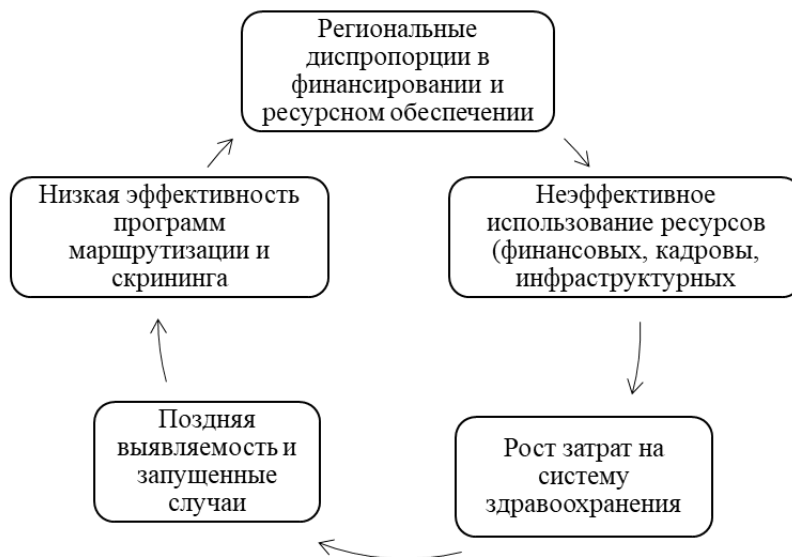 Региональные
диспропорции в
финансировании и
ресурсном обеспечении
Неэффективное
использование ресурсов
(финансовых, кадровы,
инфраструктурных
Рост затрат на
систему
здравоохранения
Поздняя
выявляемость и
запущенные
случаи
Низкая эффективность
программ
маршрутизации и
скрининга